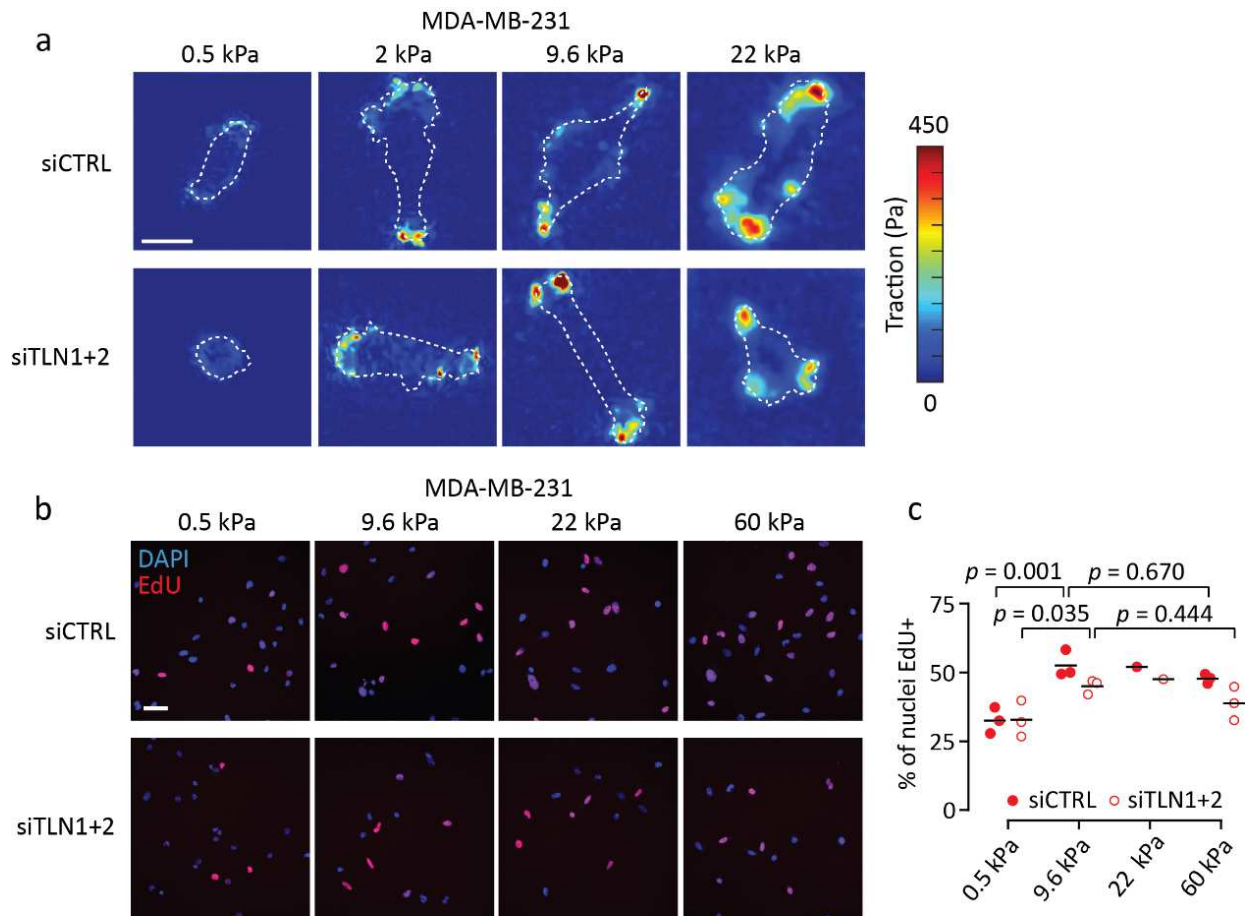 a
MDA-MB-231
0.5 kPa 2 kPa 9.6 kPa 22 kPa
siCTRL
siTLN1+2
450
Traction (Pa)
0
b
MDA-MB-231
0.5 kPa 9.6 kPa 22 kPa 60 kPa
DAPI
EdU
siCTRL
siTLN1+2
c
p = 0.001 p = 0.670
p = 0.035 p = 0.444
% of nuclei EdU+
75
50
25
0
siCTRL siTLN1+2
0.5 kPa 9.6 kPa 22 kPa 60 kPa